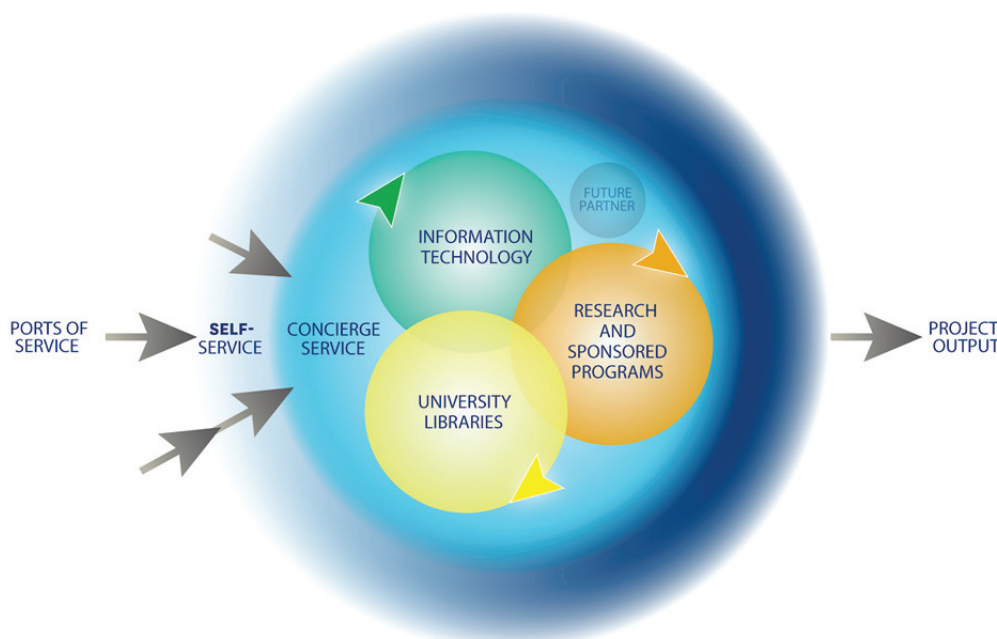 PORTS OF
SERVICE
SELF-
SERVICE
CONCIERGE
SERVICE
INFORMATION
TECHNOLOGY
FUTURE
PARTNER
RESEARCH
AND
SPONSORED
PROGRAMS
UNIVERSITY
LIBRARIES
PROJECT
OUTPUT